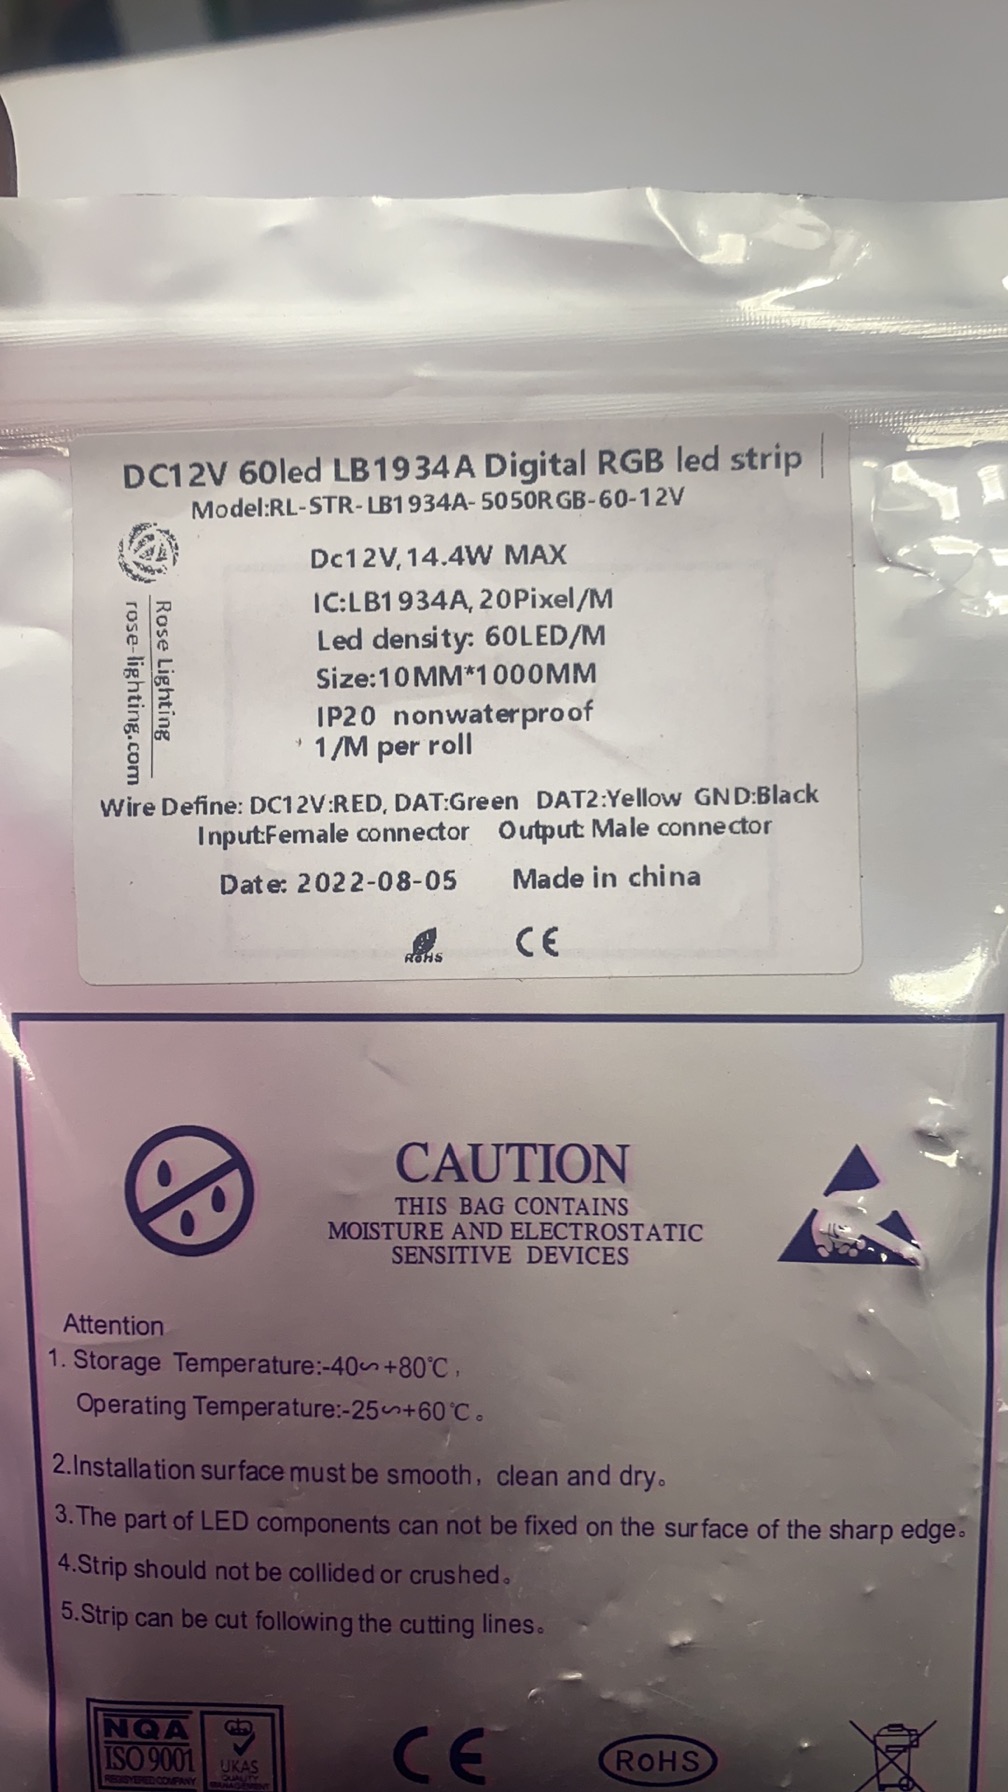 DC12V 60led LB1934A Digital RGB led strip
Model:RL-STR-LB1934A-5050RGB-60-12V
Dc12V,14.4W MAX
IC:LB1934A, 20Pixel/M
Led density: 60LED/M
Size:10MM*1000MM
IP20 nonwaterproof
1/M per roll
Rose Lighting
rose-lighting.com
Wire Define: DC12V:RED, DAT:Green DAT2:Yellow GND:Black
Input:Female connector Output: Male connector
Date: 2022-08-05 Made in china
RoHS CE
CAUTION
THIS BAG CONTAINS
MOISTURE AND ELECTROSTATIC
SENSITIVE DEVICES
Attention
1. Storage Temperature:-40~+80℃,
Operating Temperature:-25~+60℃。
2.Installation surface must be smooth, clean and dry。
3.The part of LED components can not be fixed on the surface of the sharp edge。
4.Strip should not be collided or crushed。
5.Strip can be cut following the cutting lines。
NQA
ISO 9001
REGISTERED COMPANY
UKAS
QUALITY
MANAGEMENT
CE
RoHS